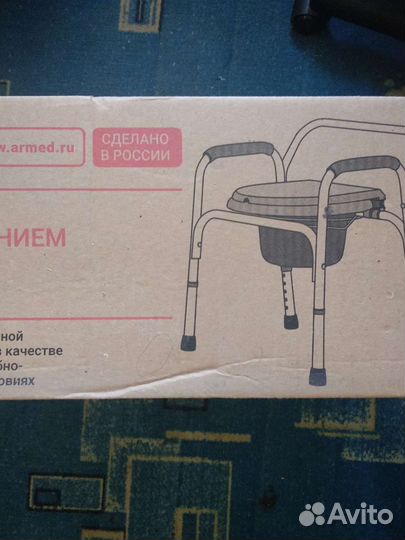 w.armed.ru
СДЕЛАНО
В РОССИИ
НИЕМ
ной
в качестве
бно-
овиях
Avito